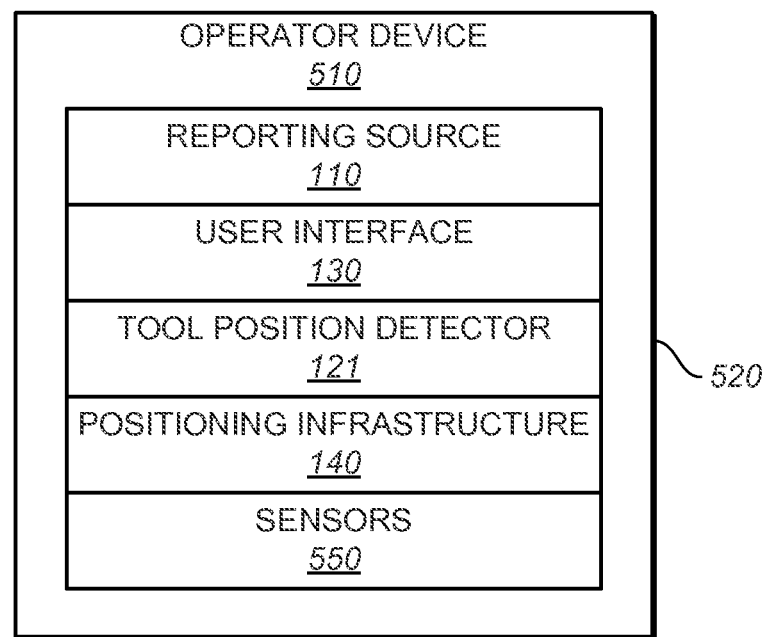 OPERATOR DEVICE
510
REPORTING SOURCE
110
USER INTERFACE
130
TOOL POSITION DETECTOR
121
520
POSITIONING INFRASTRUCTURE
140
SENSORS
550